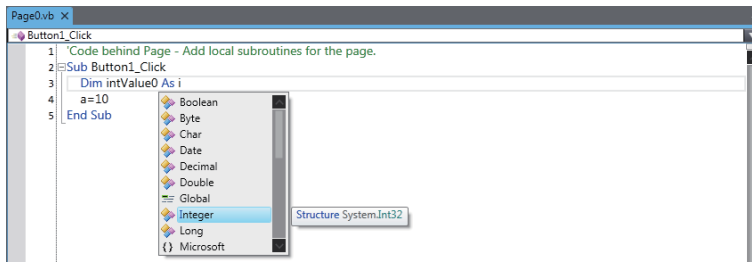 Page0.vb ×
Button1_Click
1 'Code behind Page - Add local subroutines for the page.
2 Sub Button1_Click
3 Dim intValue0 As i
4 a=10
5 End Sub
Boolean
Byte
Char
Date
Decimal
Double
Global
Integer Structure System.Int32
Long
{} Microsoft